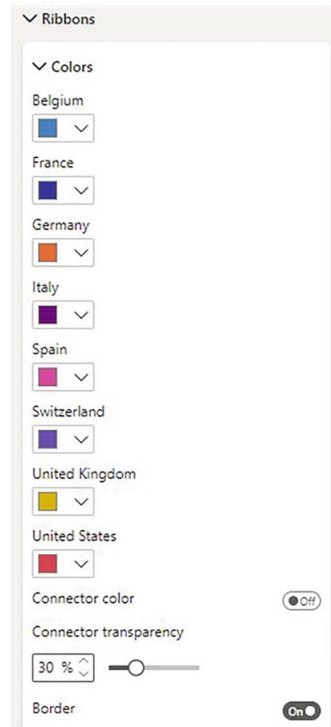 Ribbons
Colors
Belgium
France
Germany
Italy
Spain
Switzerland
United Kingdom
United States
Connector color Off
Connector transparency
30 %
Border On